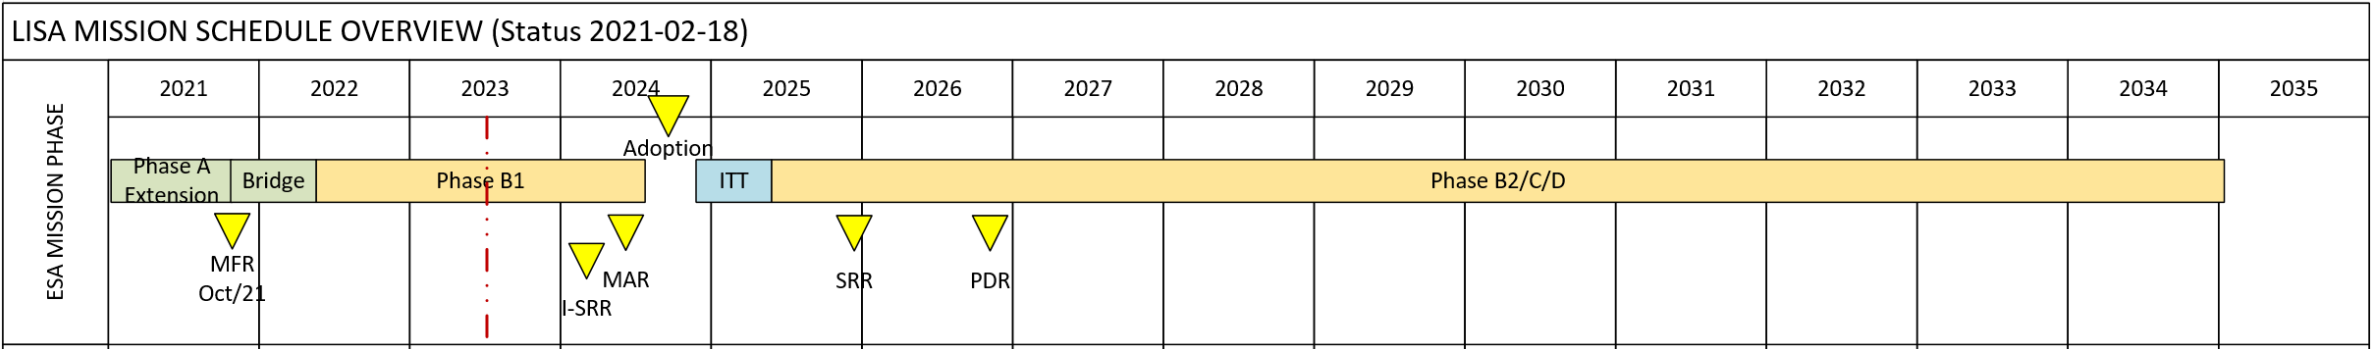 LISA MISSION SCHEDULE OVERVIEW (Status 2021-02-18)
ESA MISSION PHASE
2021 2022 2023 2024 2025 2026 2027 2028 2029 2030 2031 2032 2033 2034 2035
Adoption
Phase A
Extension
Bridge
Phase B1
ITT
Phase B2/C/D
MFR
Oct/21
I-SRR
MAR
SRR
PDR